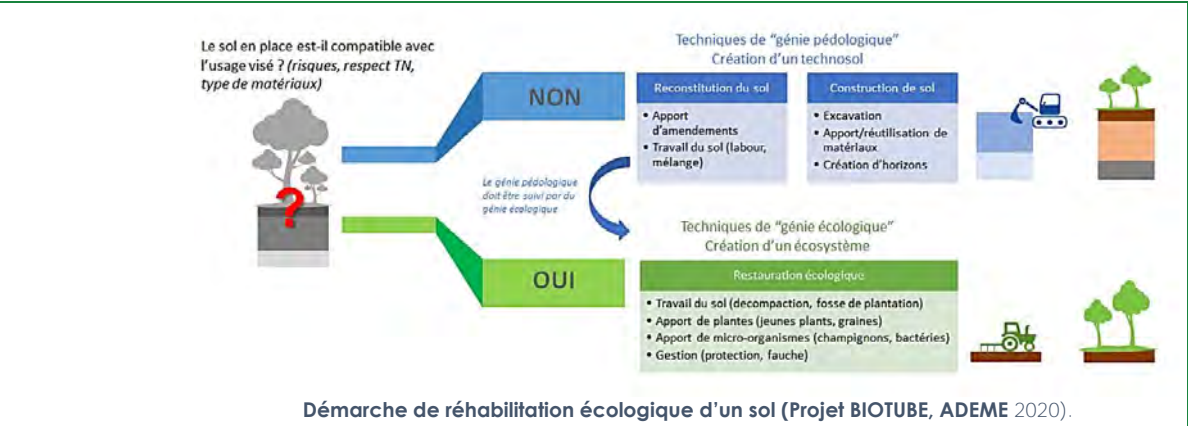 Le sol en place est-il compatible avec
l'usage visé ? (risques, respect TN,
type de matériaux)
?
NON
Techniques de "génie pédologique"
Création d'un technosol
Reconstitution du sol
• Apport
d'amendements
• Travail du sol (labour,
mélange)
Construction de sol
• Excavation
• Apport/réutilisation de
matériaux
• Création d'horizons
Le génie pédologique
doit être suivi par du
génie écologique
OUI
Techniques de "génie écologique"
Création d'un écosystème
Restauration écologique
• Travail du sol (decompaction, fosse de plantation)
• Apport de plantes (jeunes plants, graines)
• Apport de micro-organismes (champignons, bactéries)
• Gestion (protection, fauche)
Démarche de réhabilitation écologique d'un sol (Projet BIOTUBE, ADEME 2020).